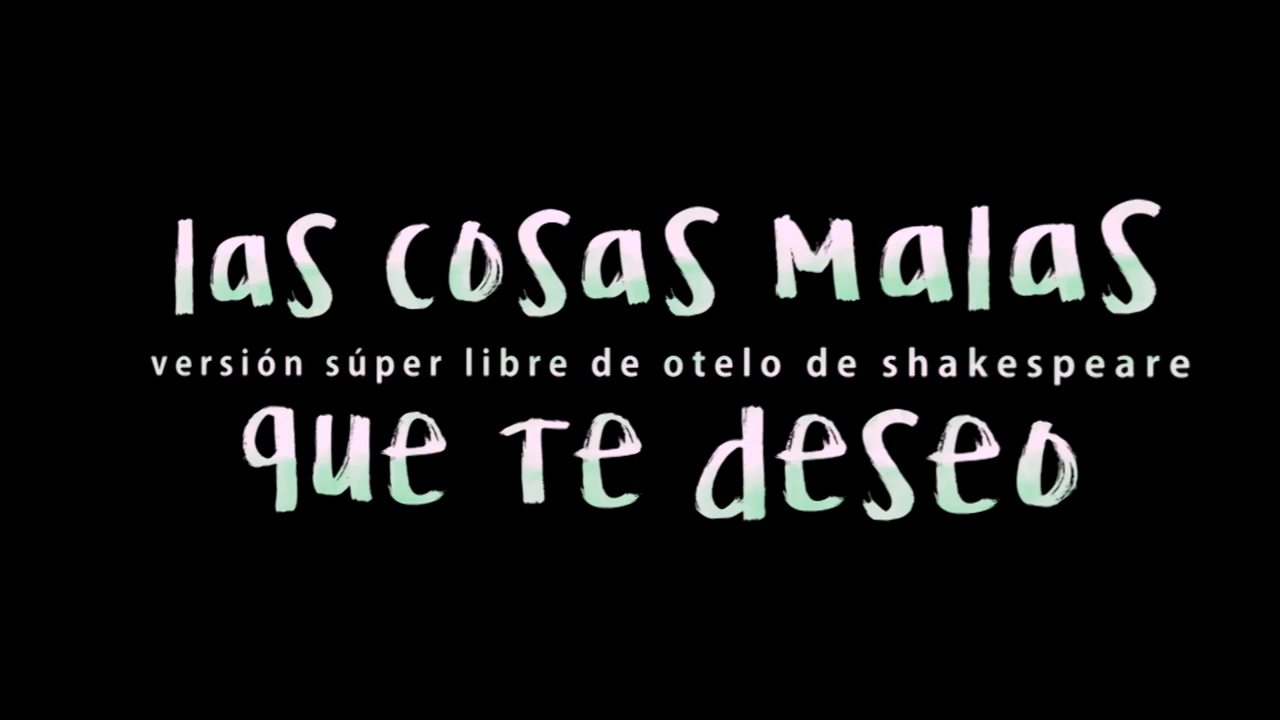 las cosas malas
versión súper libre de otelo de shakespeare
que te deseo